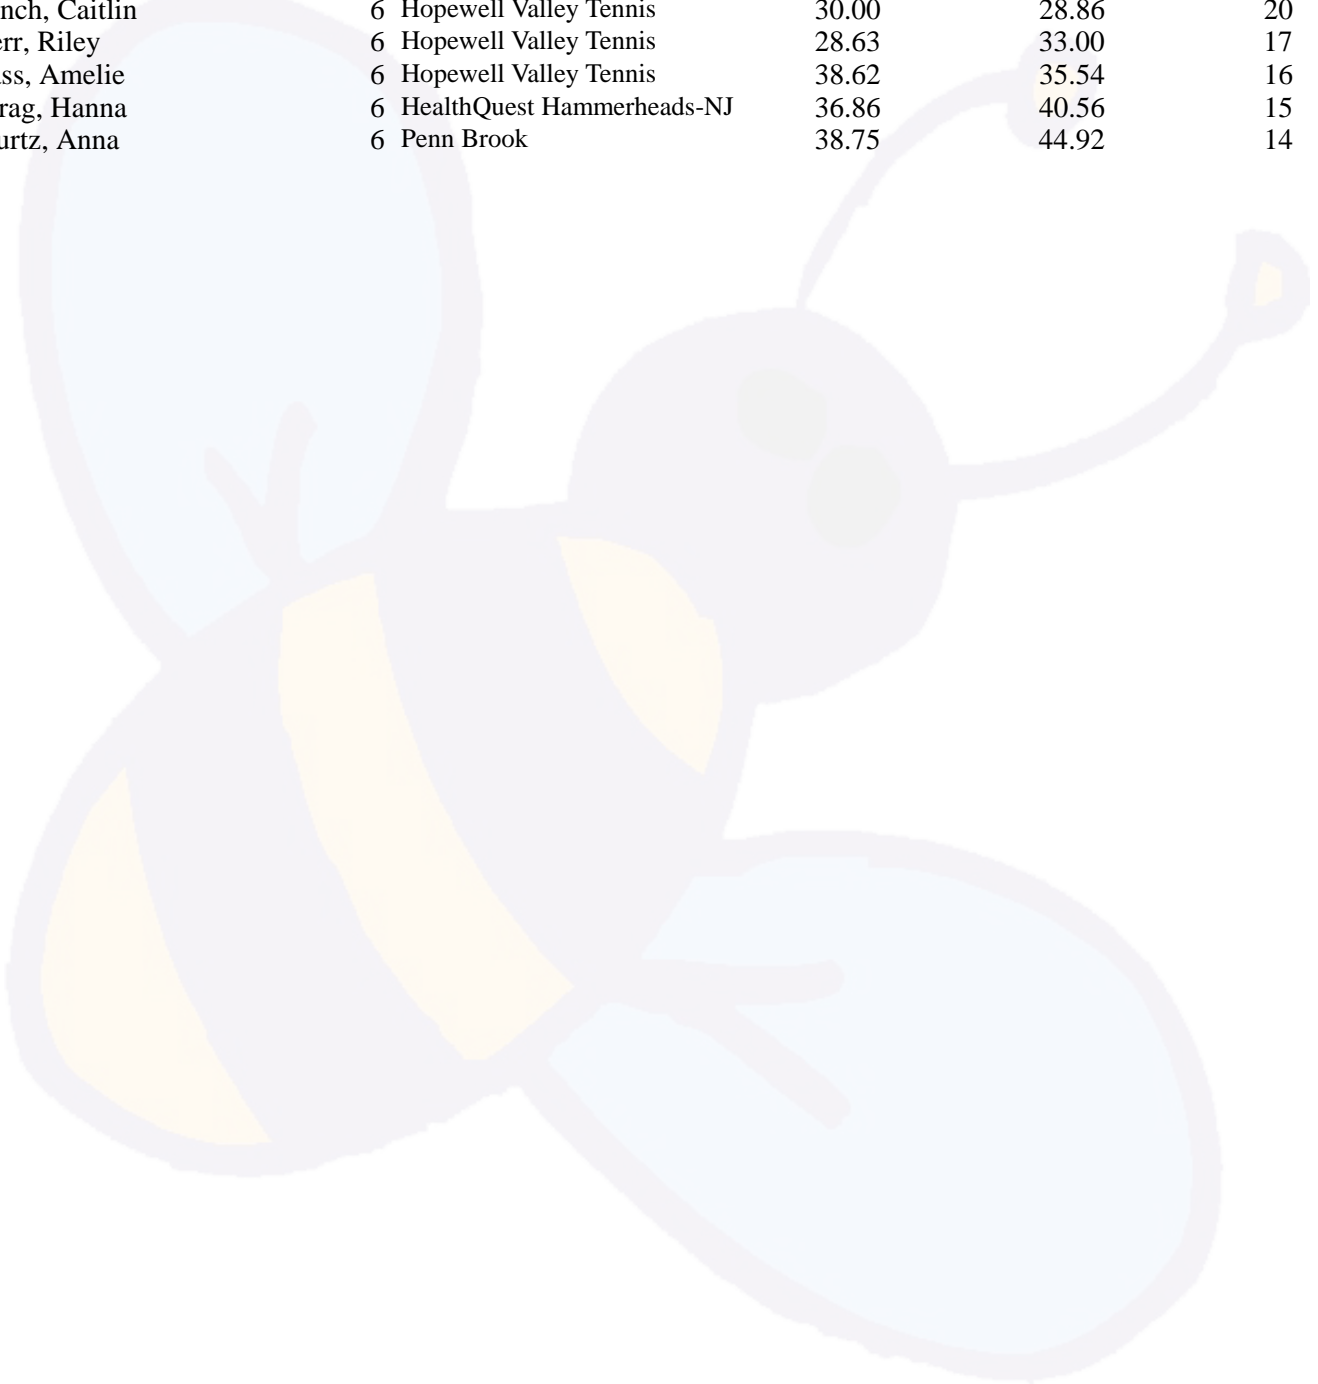 nch, Caitlin 6 Hopewell Valley Tennis 30.00 28.86 20
rr, Riley 6 Hopewell Valley Tennis 28.63 33.00 17
ss, Amelie 6 Hopewell Valley Tennis 38.62 35.54 16
rag, Hanna 6 HealthQuest Hammerheads-NJ 36.86 40.56 15
urtz, Anna 6 Penn Brook 38.75 44.92 14